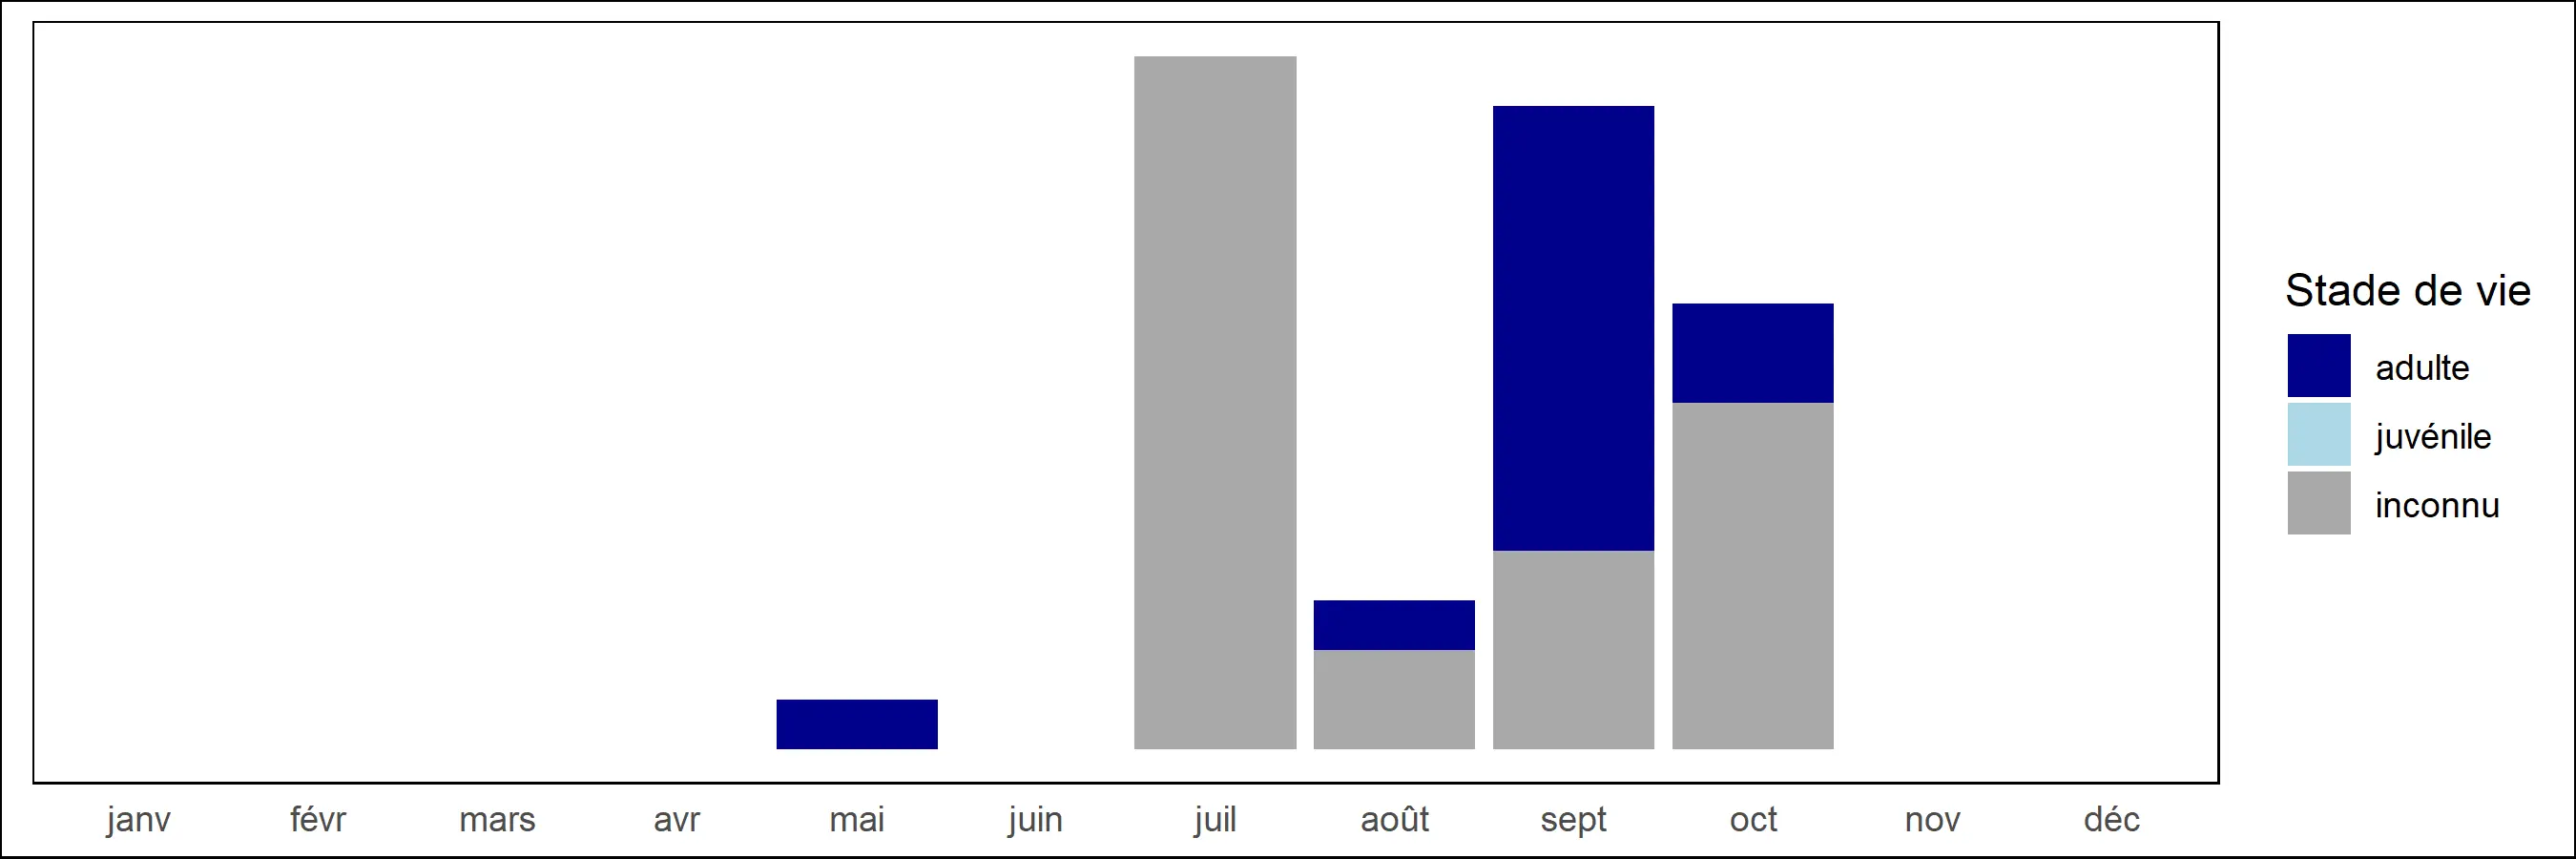 Stade de vie
adulte
juvénile
inconnu
janv févr mars avr mai juin juil août sept oct nov déc